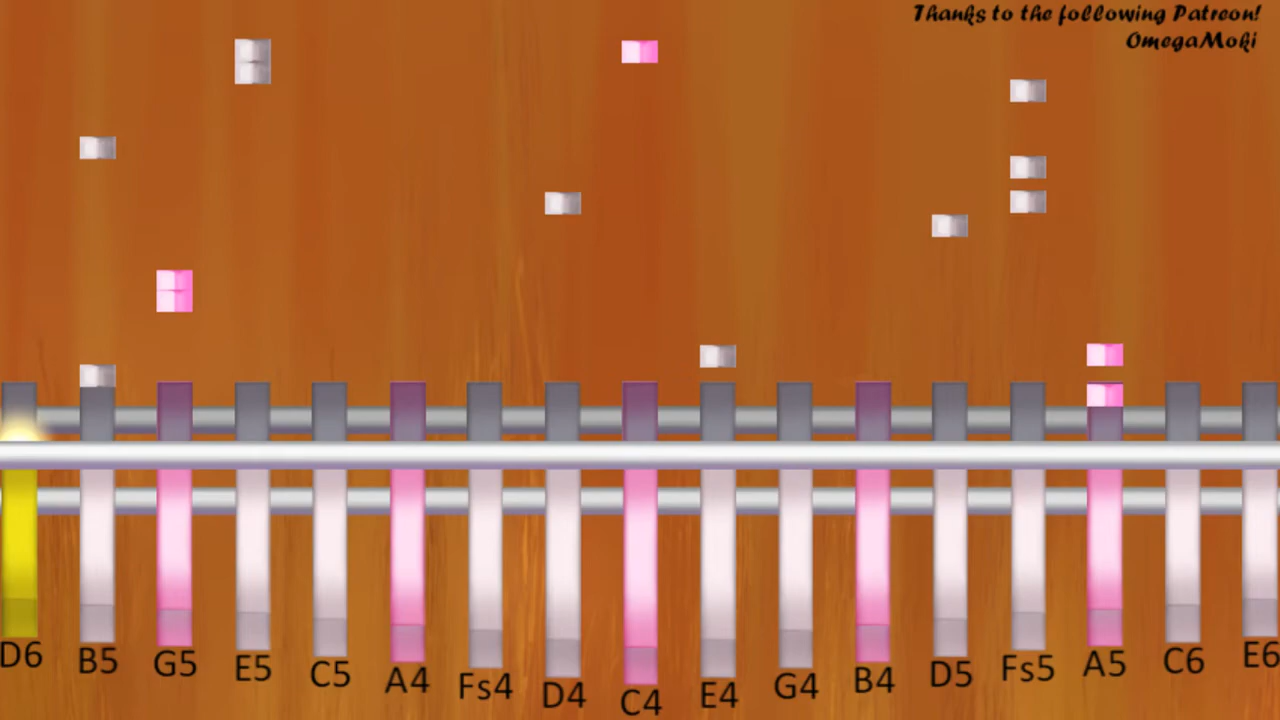 Thanks to the following Patreon!
OmegaMoki
D6 B5 G5 E5 C5 A4 Fs4 D4 C4 E4 G4 B4 D5 Fs5 A5 C6 E6